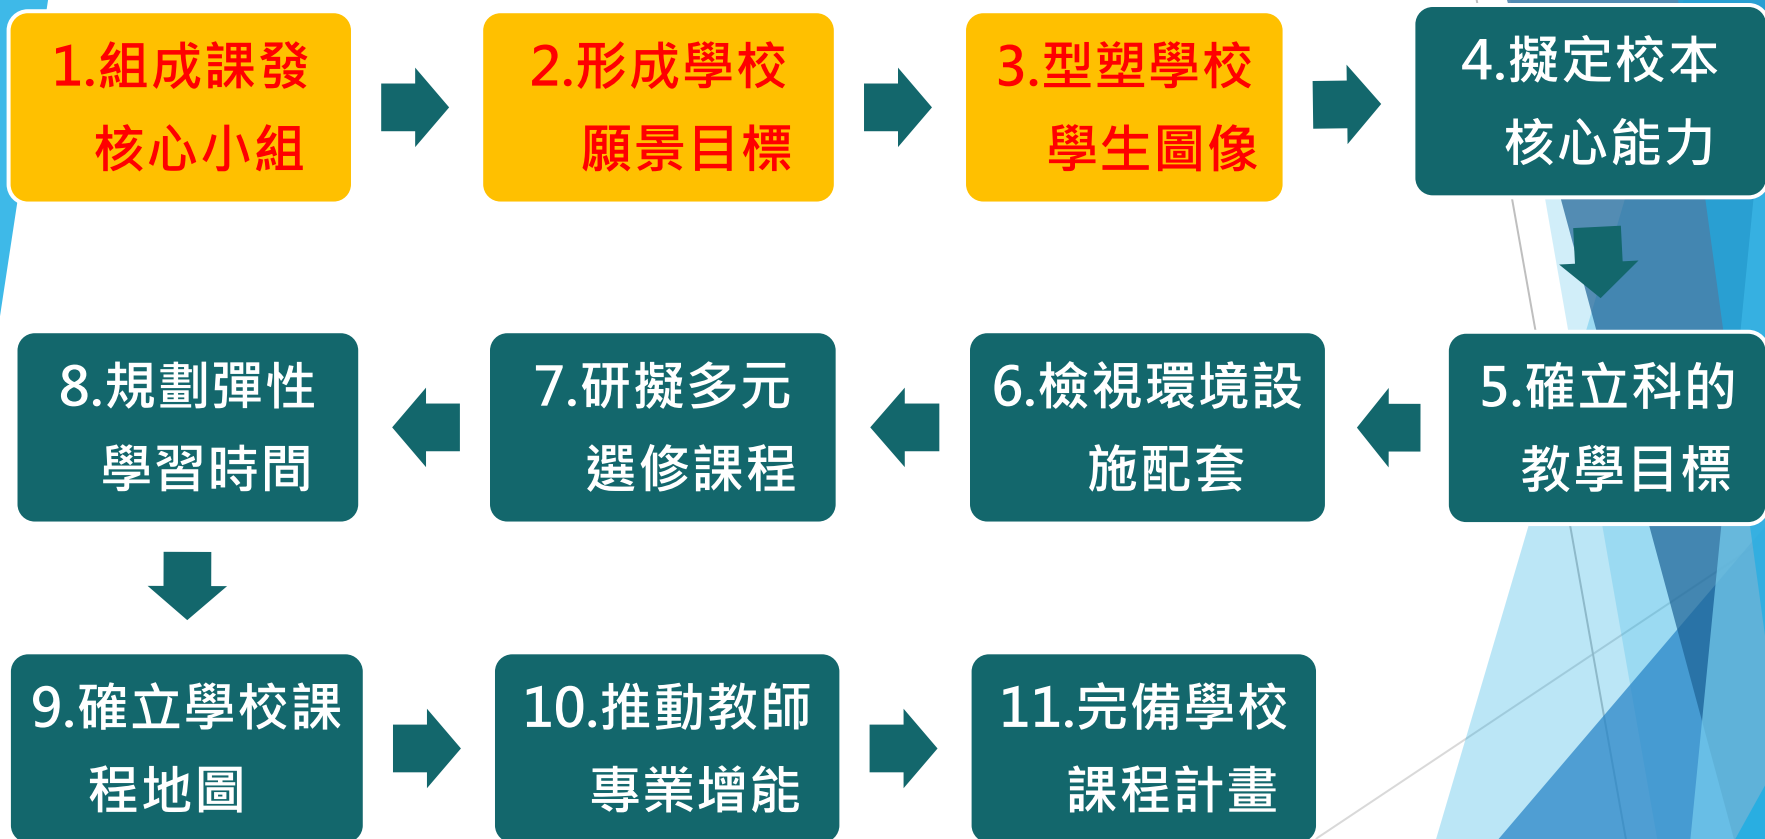 1.組成課發
核心小組
2.形成學校
願景目標
3.型塑學校
學生圖像
4.擬定校本
核心能力
5.確立科的
教學目標
6.檢視環境設
施配套
7.研擬多元
選修課程
8.規劃彈性
學習時間
9.確立學校課
程地圖
10.推動教師
專業增能
11.完備學校
課程計畫